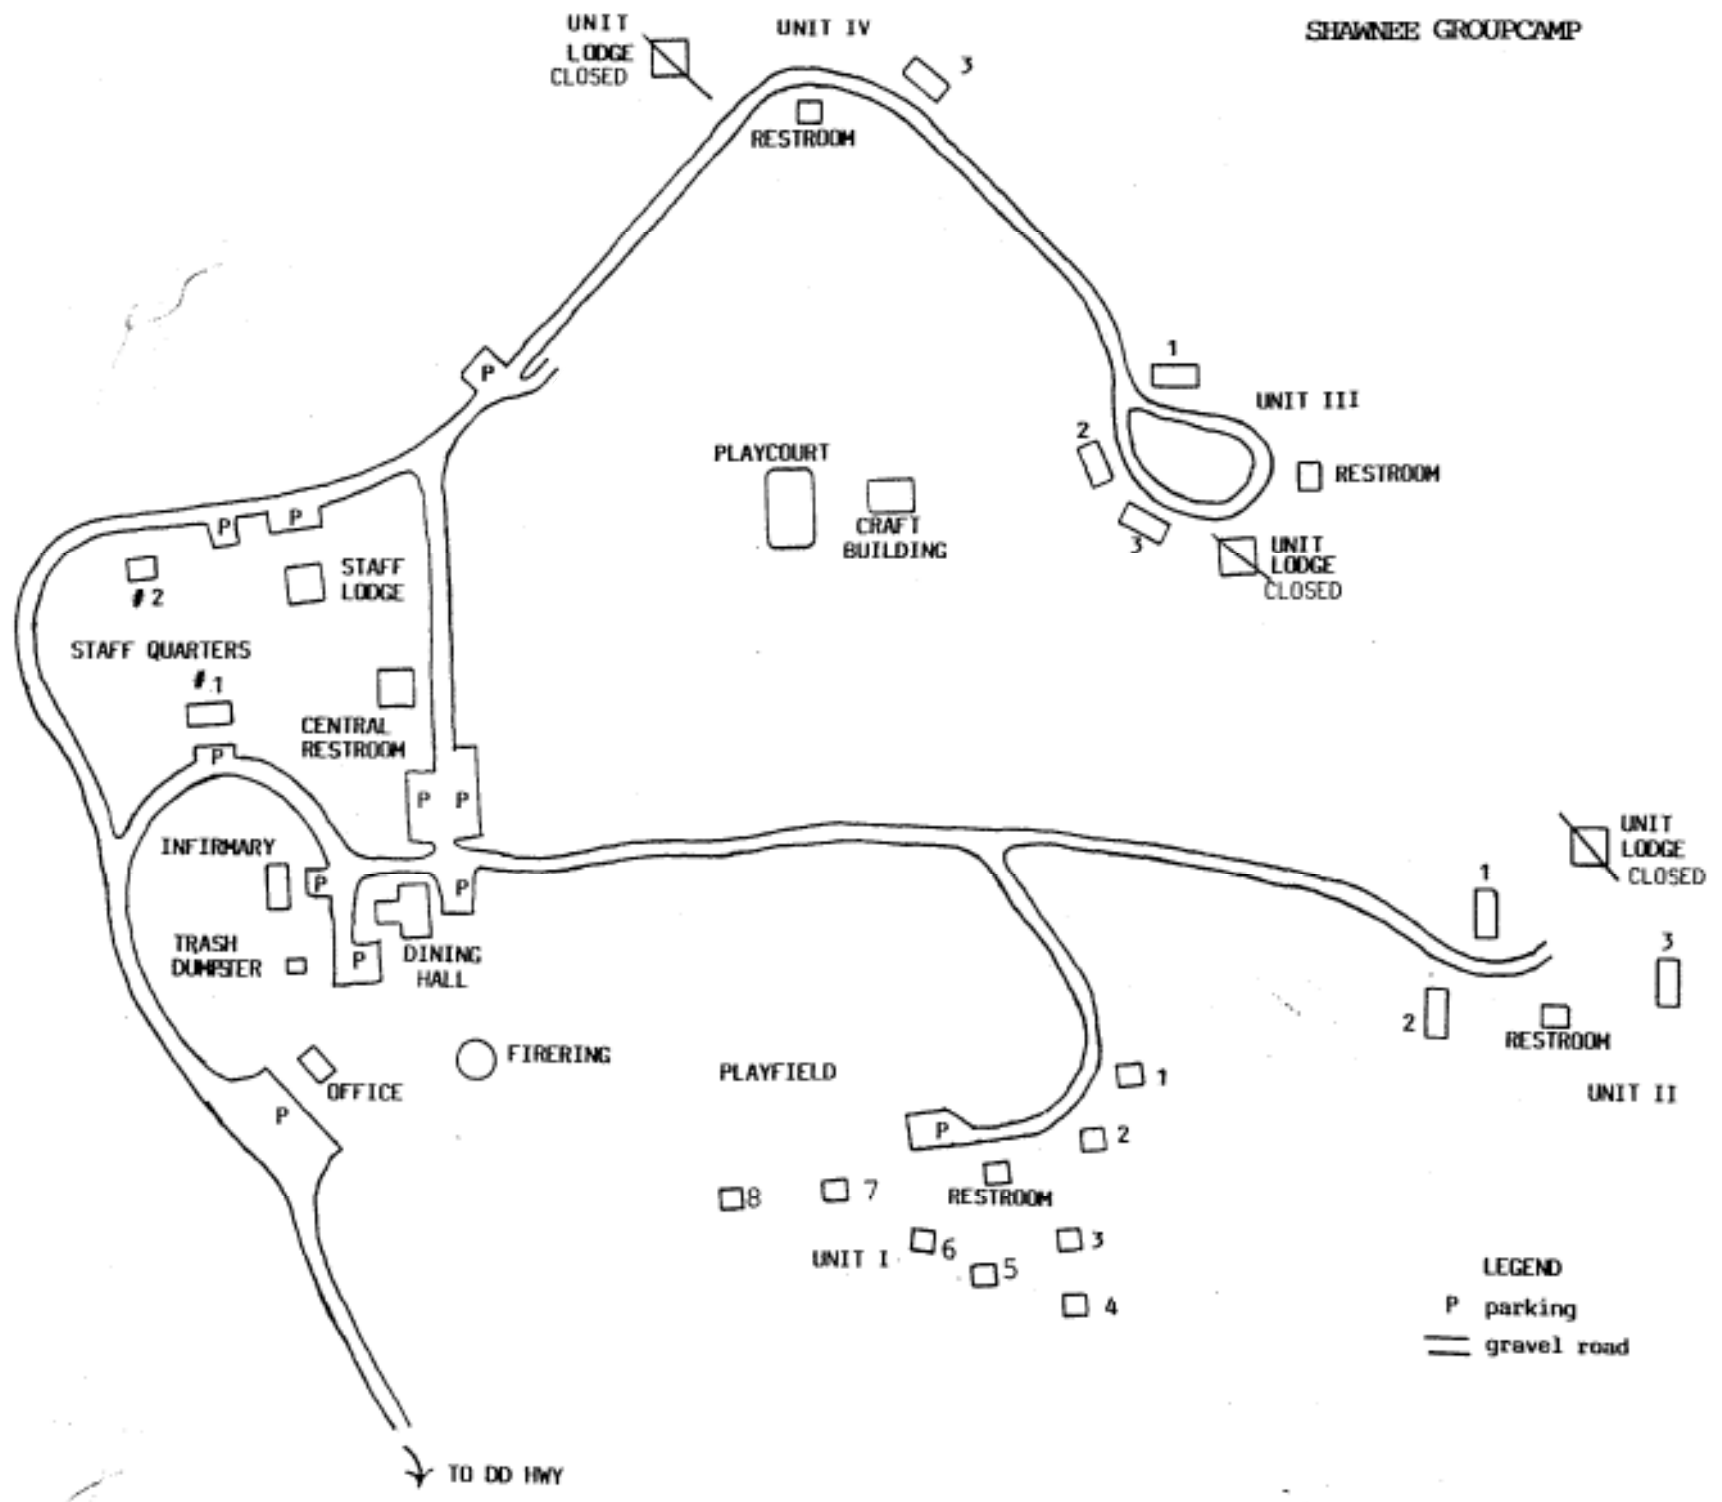 SHAWNEE GROUPCAMP
UNIT
LODGE
CLOSED
UNIT IV
3
RESTROOM
P
1
UNIT III
2
RESTROOM
3
UNIT
LODGE
CLOSED
PLAYCOURT
CRAFT
BUILDING
P
P
#2
STAFF
LODGE
STAFF QUARTERS
#1
CENTRAL
RESTROOM
P
P P
INFIRMARY
P
P
TRASH
DUMPSTER
P
DINING
HALL
UNIT
LODGE
CLOSED
1
3
2
RESTROOM
UNIT II
OFFICE
P
FIRERING
PLAYFIELD
P
1
2
RESTROOM
8
7
6
5
3
4
UNIT I
LEGEND
P parking
gravel road
TO DD HWY